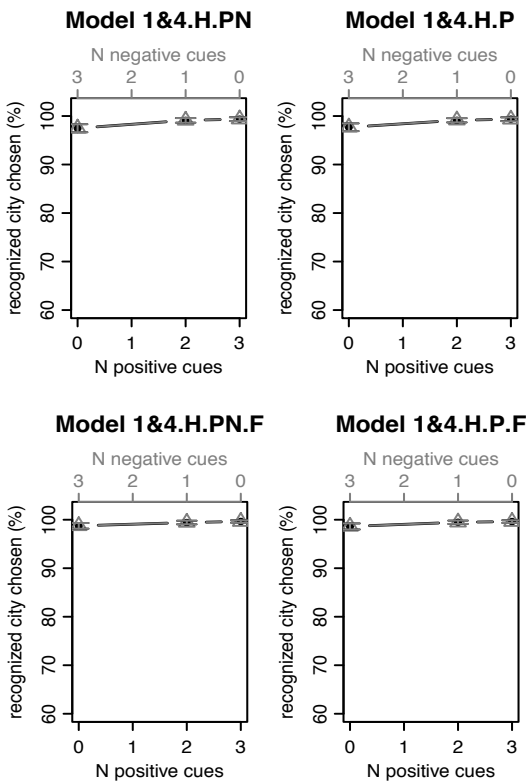 Model 1&4.H.PN
N negative cues
3 2 1 0
recognized city chosen (%)
100
90
80
70
60
0 1 2 3
N positive cues
Model 1&4.H.P
N negative cues
3 2 1 0
recognized city chosen (%)
100
90
80
70
60
0 1 2 3
N positive cues
Model 1&4.H.PN.F
N negative cues
3 2 1 0
recognized city chosen (%)
100
90
80
70
60
0 1 2 3
N positive cues
Model 1&4.H.P.F
N negative cues
3 2 1 0
recognized city chosen (%)
100
90
80
70
60
0 1 2 3
N positive cues